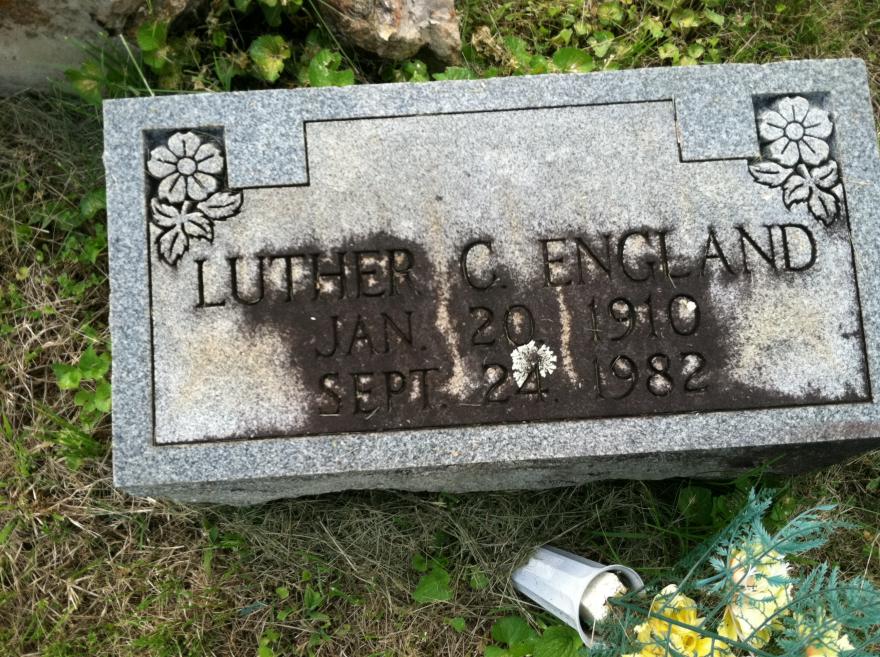 LUTHER C. ENGLAND
JAN. 20 1910
SEPT. 24. 1982